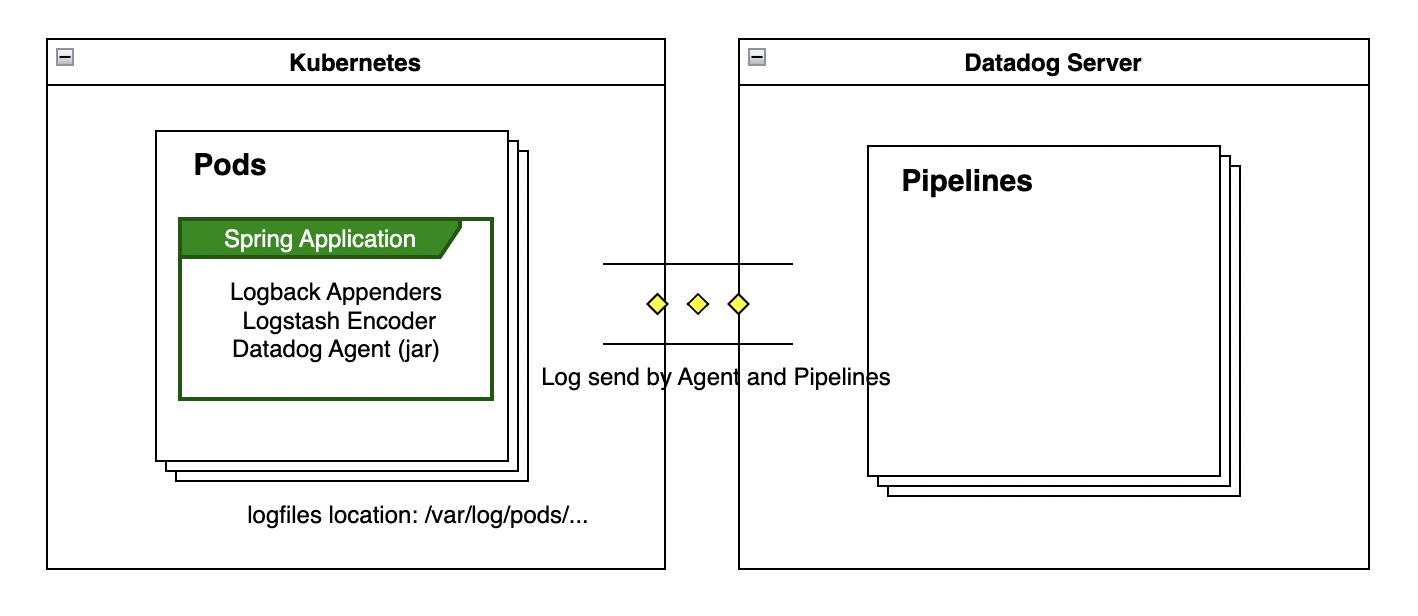 Kubernetes
Datadog Server
Pods
Spring Application
Logback Appenders
Logstash Encoder
Datadog Agent (jar)
logfiles location: /var/log/pods/...
Log send by Agent and Pipelines
Pipelines